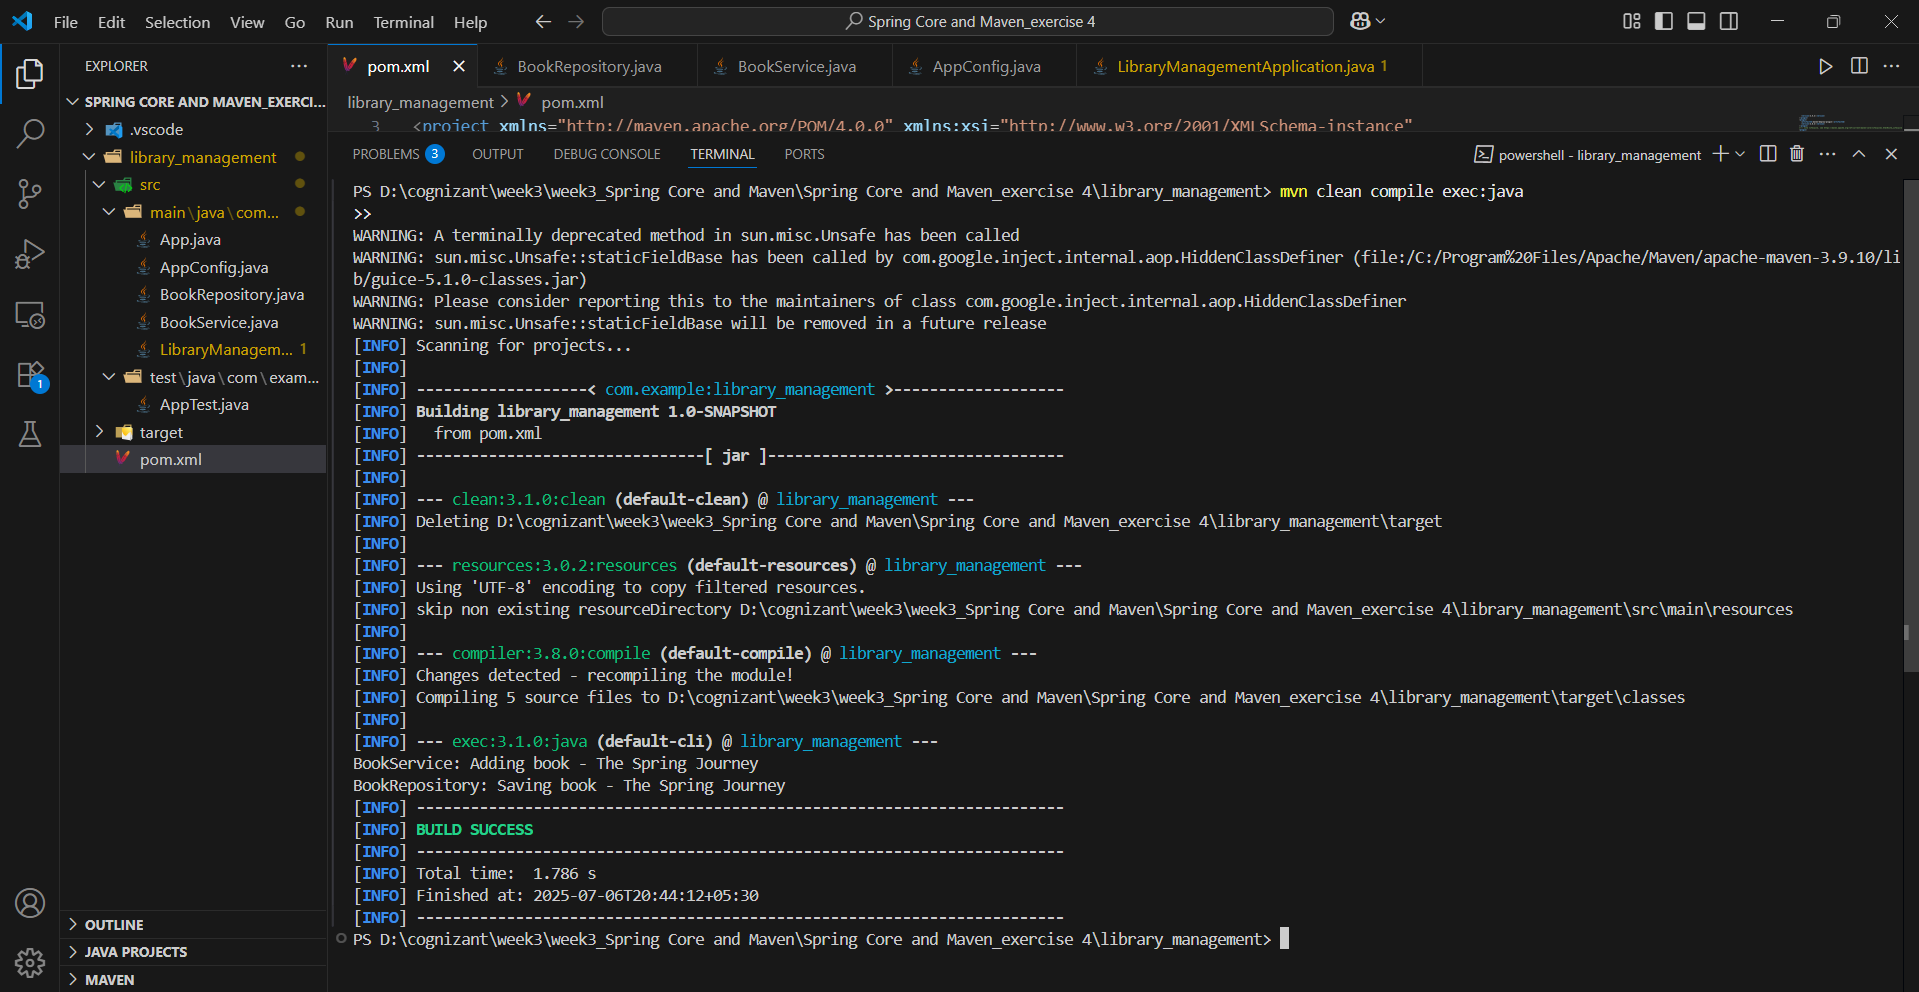 File Edit Selection View Go Run Terminal Help
Spring Core and Maven_exercise 4
EXPLORER
SPRING CORE AND MAVEN_EXERCI...
.vscode
library_management
src
main\java\com...
App.java
AppConfig.java
BookRepository.java
BookService.java
LibraryManagem... 1
test\java\com\exam...
AppTest.java
target
pom.xml
1
OUTLINE
JAVA PROJECTS
MAVEN
pom.xml BookRepository.java BookService.java AppConfig.java LibraryManagementApplication.java 1
library_management > pom.xml
3 <project xmlns="http://maven.apache.org/POM/4.0.0" xmlns:xsi="http://www.w3.org/2001/XMLSchema-instance"
PROBLEMS 3 OUTPUT DEBUG CONSOLE TERMINAL PORTS
powershell - library_management
PS D:\cognizant\week3\week3_Spring Core and Maven\Spring Core and Maven_exercise 4\library_management> mvn clean compile exec:java
>>
WARNING: A terminally deprecated method in sun.misc.Unsafe has been called
WARNING: sun.misc.Unsafe::staticFieldBase has been called by com.google.inject.internal.aop.HiddenClassDefiner (file:/C:/Program%20Files/Apache/Maven/apache-maven-3.9.10/li
b/guice-5.1.0-classes.jar)
WARNING: Please consider reporting this to the maintainers of class com.google.inject.internal.aop.HiddenClassDefiner
WARNING: sun.misc.Unsafe::staticFieldBase will be removed in a future release
[INFO] Scanning for projects...
[INFO]
[INFO] -------------------< com.example:library_management >-------------------
[INFO] Building library_management 1.0-SNAPSHOT
[INFO]   from pom.xml
[INFO] --------------------------------[ jar ]---------------------------------
[INFO]
[INFO] --- clean:3.1.0:clean (default-clean) @ library_management ---
[INFO] Deleting D:\cognizant\week3\week3_Spring Core and Maven\Spring Core and Maven_exercise 4\library_management\target
[INFO]
[INFO] --- resources:3.0.2:resources (default-resources) @ library_management ---
[INFO] Using 'UTF-8' encoding to copy filtered resources.
[INFO] skip non existing resourceDirectory D:\cognizant\week3\week3_Spring Core and Maven\Spring Core and Maven_exercise 4\library_management\src\main\resources
[INFO]
[INFO] --- compiler:3.8.0:compile (default-compile) @ library_management ---
[INFO] Changes detected - recompiling the module!
[INFO] Compiling 5 source files to D:\cognizant\week3\week3_Spring Core and Maven\Spring Core and Maven_exercise 4\library_management\target\classes
[INFO]
[INFO] --- exec:3.1.0:java (default-cli) @ library_management ---
BookService: Adding book - The Spring Journey
BookRepository: Saving book - The Spring Journey
[INFO] ------------------------------------------------------------------------
[INFO] BUILD SUCCESS
[INFO] ------------------------------------------------------------------------
[INFO] Total time:  1.786 s
[INFO] Finished at: 2025-07-06T20:44:12+05:30
[INFO] ------------------------------------------------------------------------
PS D:\cognizant\week3\week3_Spring Core and Maven\Spring Core and Maven_exercise 4\library_management>